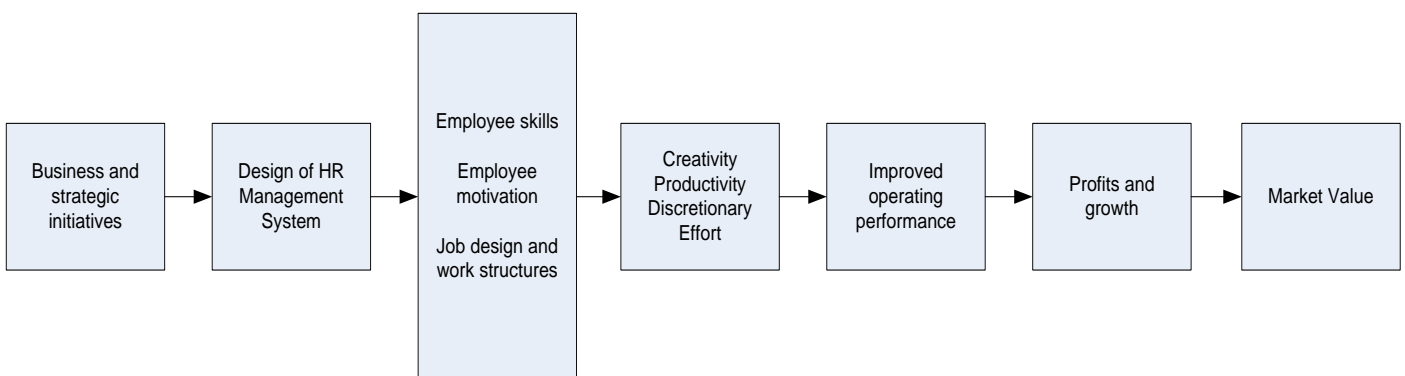 Business and
strategic
initiatives
Design of HR
Management
System
Employee skills
Employee
motivation
Job design and
work structures
Creativity
Productivity
Discretionary
Effort
Improved
operating
performance
Profits and
growth
Market Value